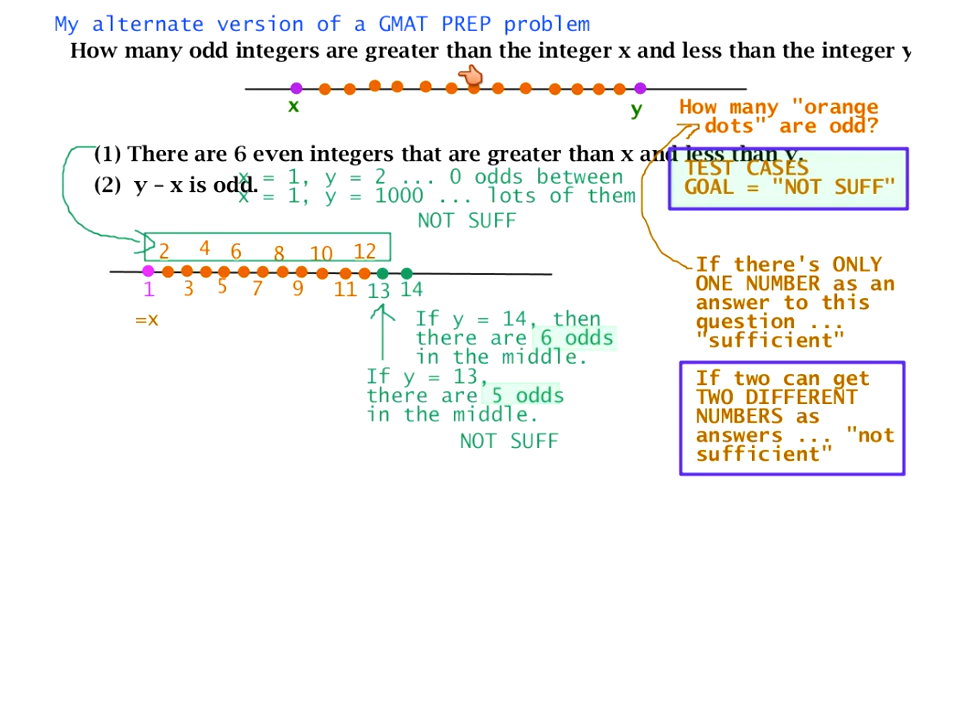 My alternate version of a GMAT PREP problem
How many odd integers are greater than the integer x and less than the integer y
x
y
How many "orange
dots" are odd?
(1) There are 6 even integers that are greater than x and less than y.
TEST CASES
GOAL = "NOT SUFF"
(2) y – x is odd.
x = 1, y = 2 ... 0 odds between
x = 1, y = 1000 ... lots of them
NOT SUFF
2 4 6 8 10 12
1 3 5 7 9 11 13 14
=x
If there's ONLY
ONE NUMBER as an
answer to this
question ...
"sufficient"
If y = 14, then
there are 6 odds
in the middle.
If y = 13,
there are 5 odds
in the middle.
NOT SUFF
If two can get
TWO DIFFERENT
NUMBERS as
answers ... "not
sufficient"